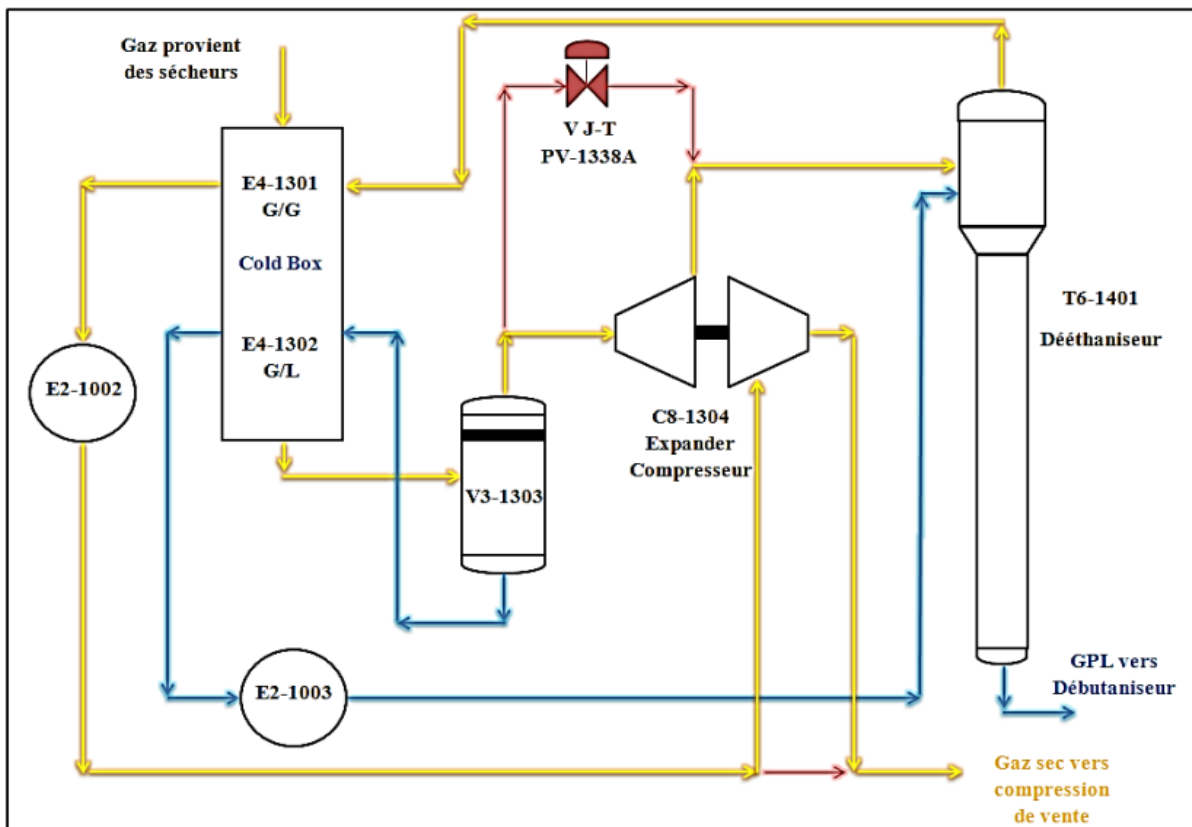 Gaz provient
des sécheurs
V J-T
PV-1338A
E4-1301
G/G
Cold Box
E4-1302
G/L
E2-1002
V3-1303
C8-1304
Expander
Compresseur
T6-1401
Dééthaniseur
E2-1003
GPL vers
Débutaniseur
Gaz sec vers
compression
de vente